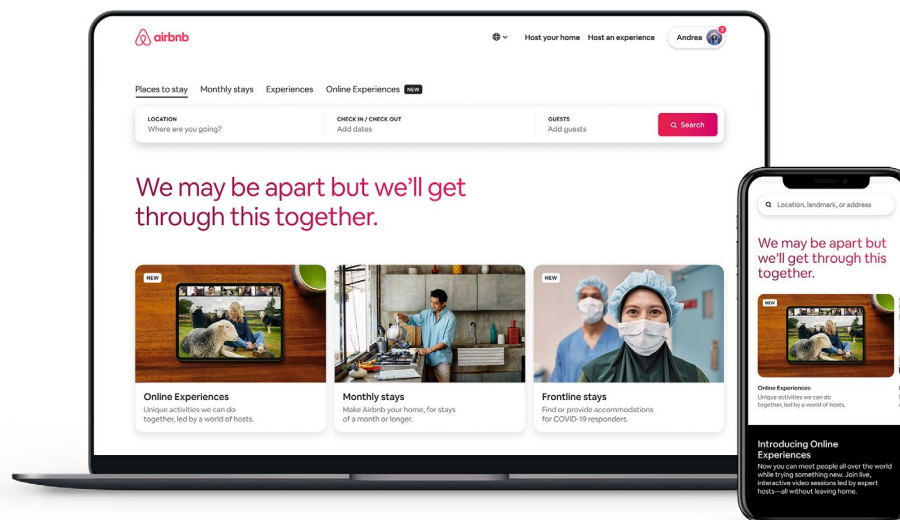 airbnb
Host your home Host an experience Andrea
Places to stay Monthly stays Experiences Online Experiences NEW
LOCATION
Where are you going?
CHECK IN / CHECK OUT
Add dates
GUESTS
Add guests
Search
We may be apart but we'll get
through this together.
NEW
Online Experiences
Unique activities we can do
together, led by a world of hosts.
Monthly stays
Make Airbnb your home, for stays
of a month or longer.
NEW
Frontline stays
Find or provide accommodations
for COVID-19 responders.
Location, landmark, or address
We may be apart but
we'll get through this
together.
NEW
Online Experiences
Unique activities we can do
together, led by a world of hosts.
Introducing Online
Experiences
Now you can meet people all over the world
while trying something new. Join live,
interactive video sessions led by expert
hosts—all without leaving home.